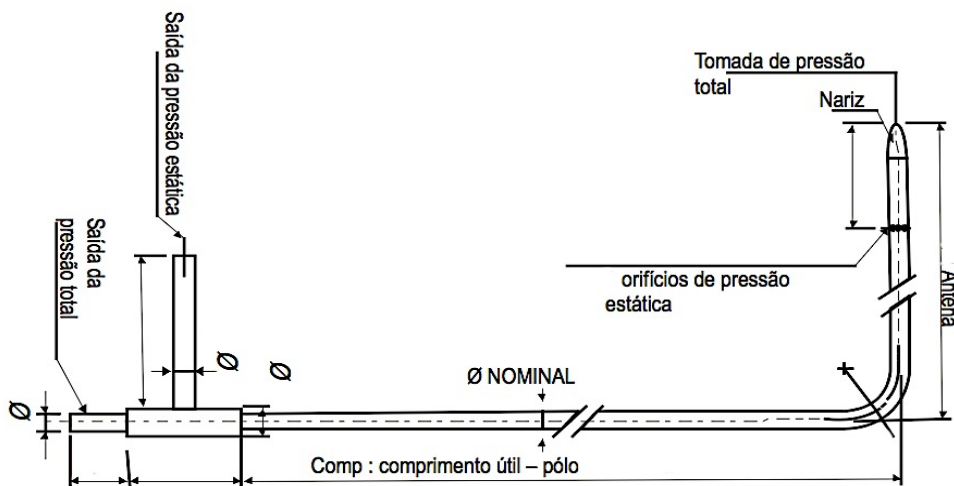 Saída da pressão estática
Tomada de pressão
total
Nariz
Saída da
pressão total
orifícios de pressão
estática
Antena
Ø
Ø
Ø
Ø NOMINAL
Comp : comprimento útil – pólo